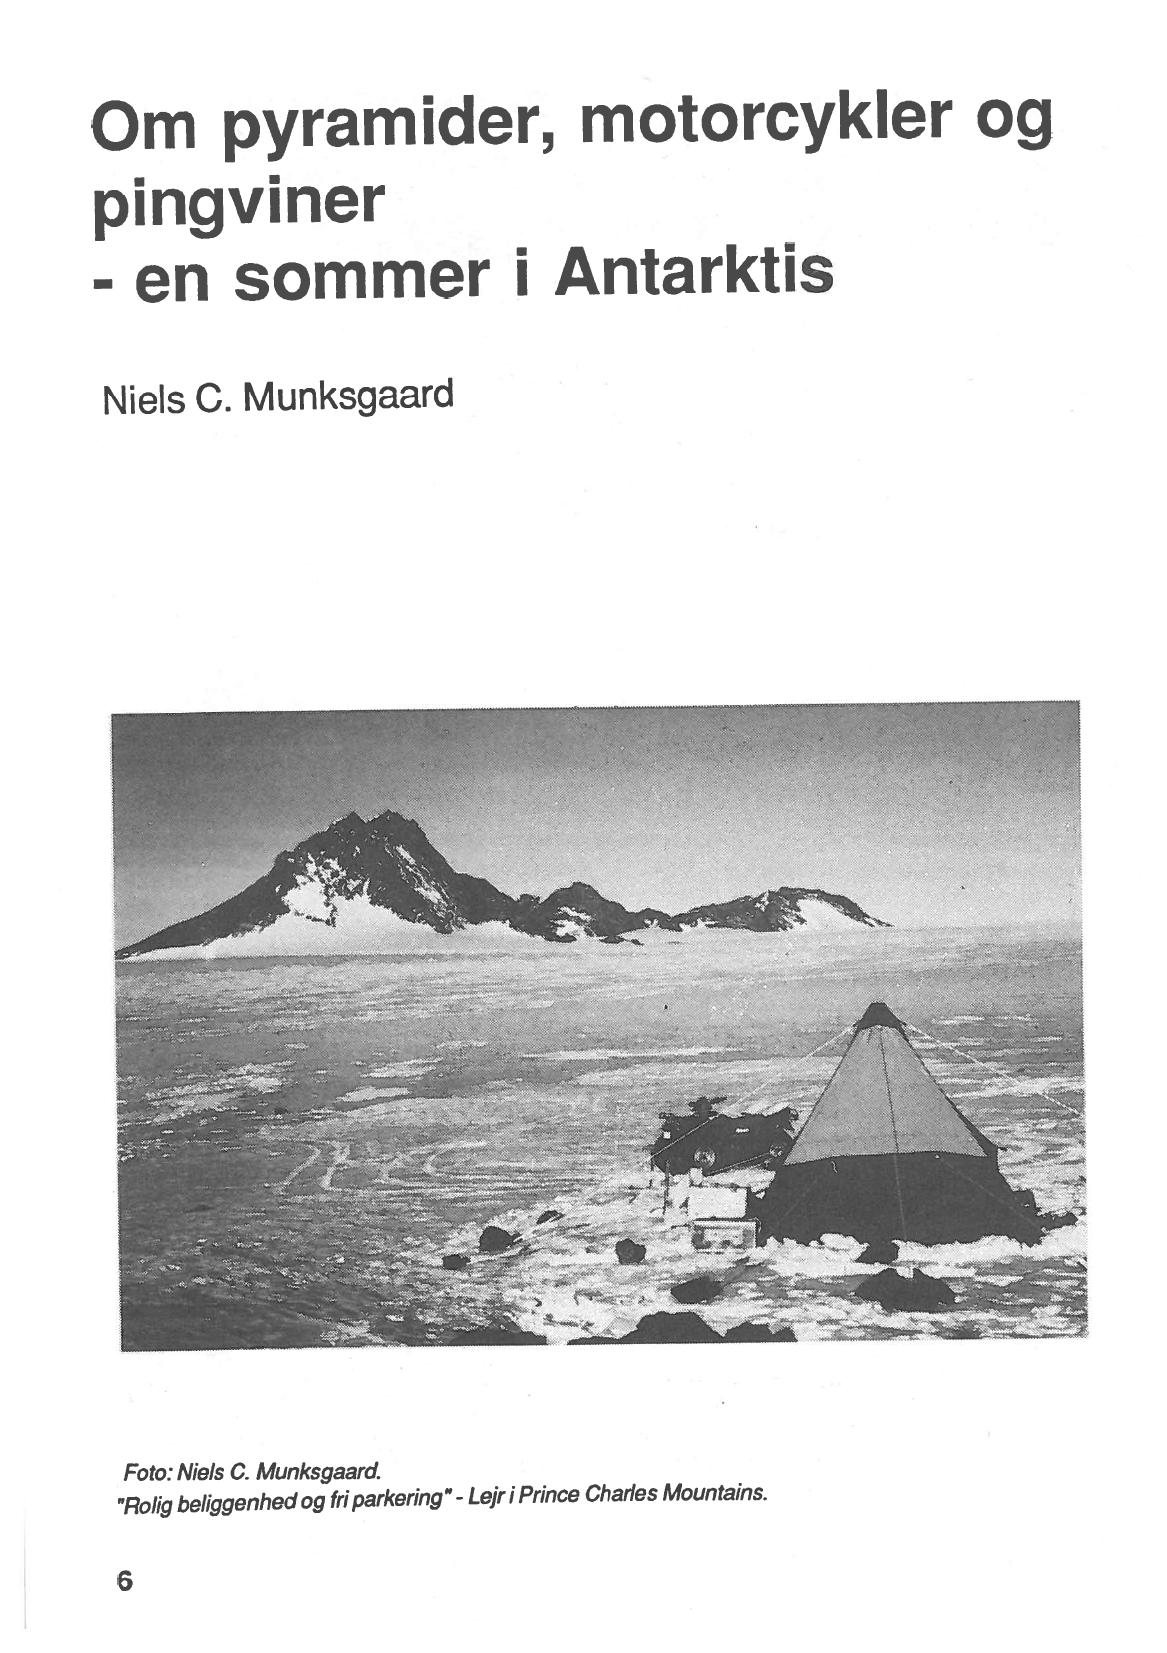 Om pyramider, motorcykler og
pingviner
- en sommer i Antarktis
Niels C. Munksgaard
Foto: Niels C. Munksgaard.
"Rolig beliggenhed og fri parkering" - Lejr i Prince Charles Mountains.
6